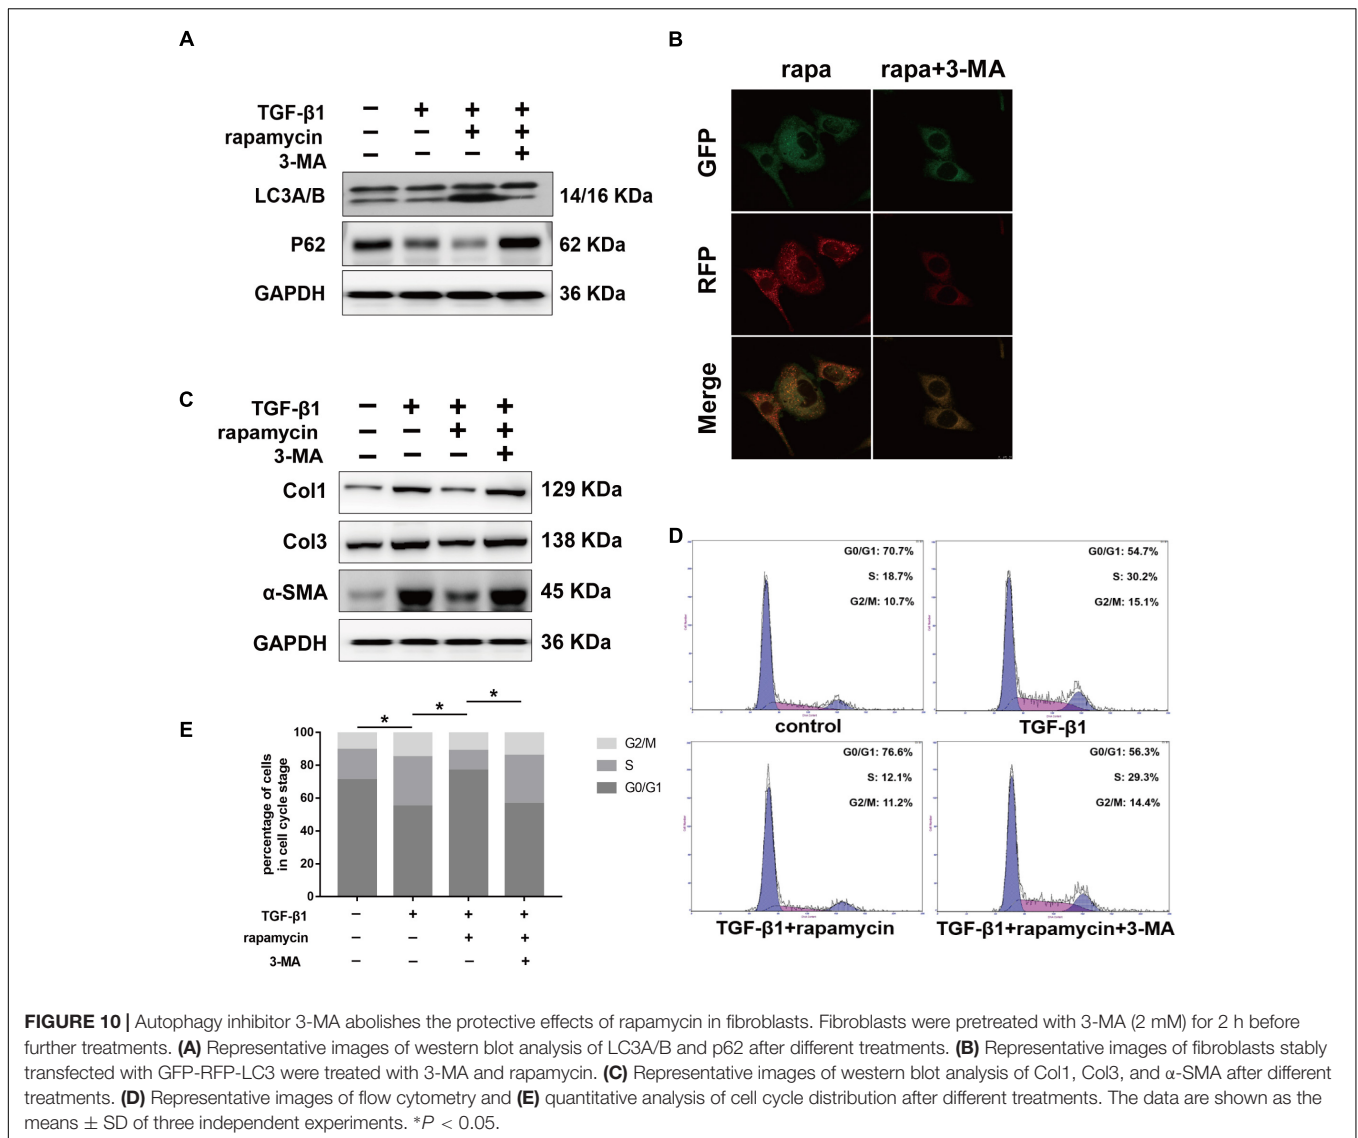 A
TGF-β1 − + + +
rapamycin − − + +
3-MA − − − +
LC3A/B 14/16 KDa
P62 62 KDa
GAPDH 36 KDa
B
rapa rapa+3-MA
GFP
RFP
Merge
C
TGF-β1 − + + +
rapamycin − − + +
3-MA − − − +
Col1 129 KDa
Col3 138 KDa
α-SMA 45 KDa
GAPDH 36 KDa
D
G0/G1: 70.7%
S: 18.7%
G2/M: 10.7%
control
G0/G1: 54.7%
S: 30.2%
G2/M: 15.1%
TGF-β1
G0/G1: 76.6%
S: 12.1%
G2/M: 11.2%
TGF-β1+rapamycin
G0/G1: 56.3%
S: 29.3%
G2/M: 14.4%
TGF-β1+rapamycin+3-MA
E
* * *
percentage of cells
in cell cycle stage
100
80
60
40
20
0
G2/M
S
G0/G1
TGF-β1 − + + +
rapamycin − − + +
3-MA − − − +
FIGURE 10 | Autophagy inhibitor 3-MA abolishes the protective effects of rapamycin in fibroblasts. Fibroblasts were pretreated with 3-MA (2 mM) for 2 h before
further treatments. (A) Representative images of western blot analysis of LC3A/B and p62 after different treatments. (B) Representative images of fibroblasts stably
transfected with GFP-RFP-LC3 were treated with 3-MA and rapamycin. (C) Representative images of western blot analysis of Col1, Col3, and α-SMA after different
treatments. (D) Representative images of flow cytometry and (E) quantitative analysis of cell cycle distribution after different treatments. The data are shown as the
means ± SD of three independent experiments. *P < 0.05.